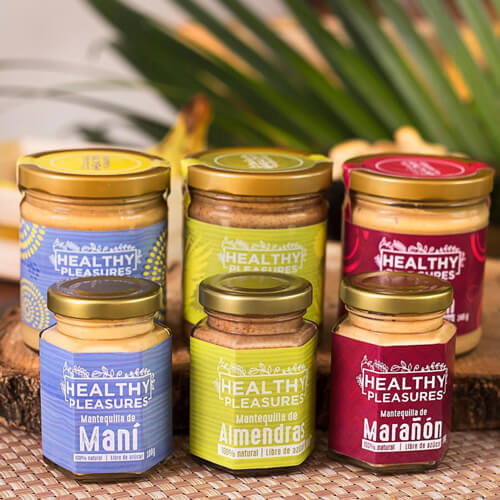 HEALTHY
PLEASURES
HEALTHY
PLEASURES
HEALTHY
PLEASURES
HEALTHY
PLEASURES
Mantequilla de
Maní
100% natural | Libre de azúcar
HEALTHY
PLEASURES
Mantequilla de
Almendras
100% natural | Libre de azúcar
HEALTHY
PLEASURES
Mantequilla de
Marañón
100% natural | Libre de azúcar